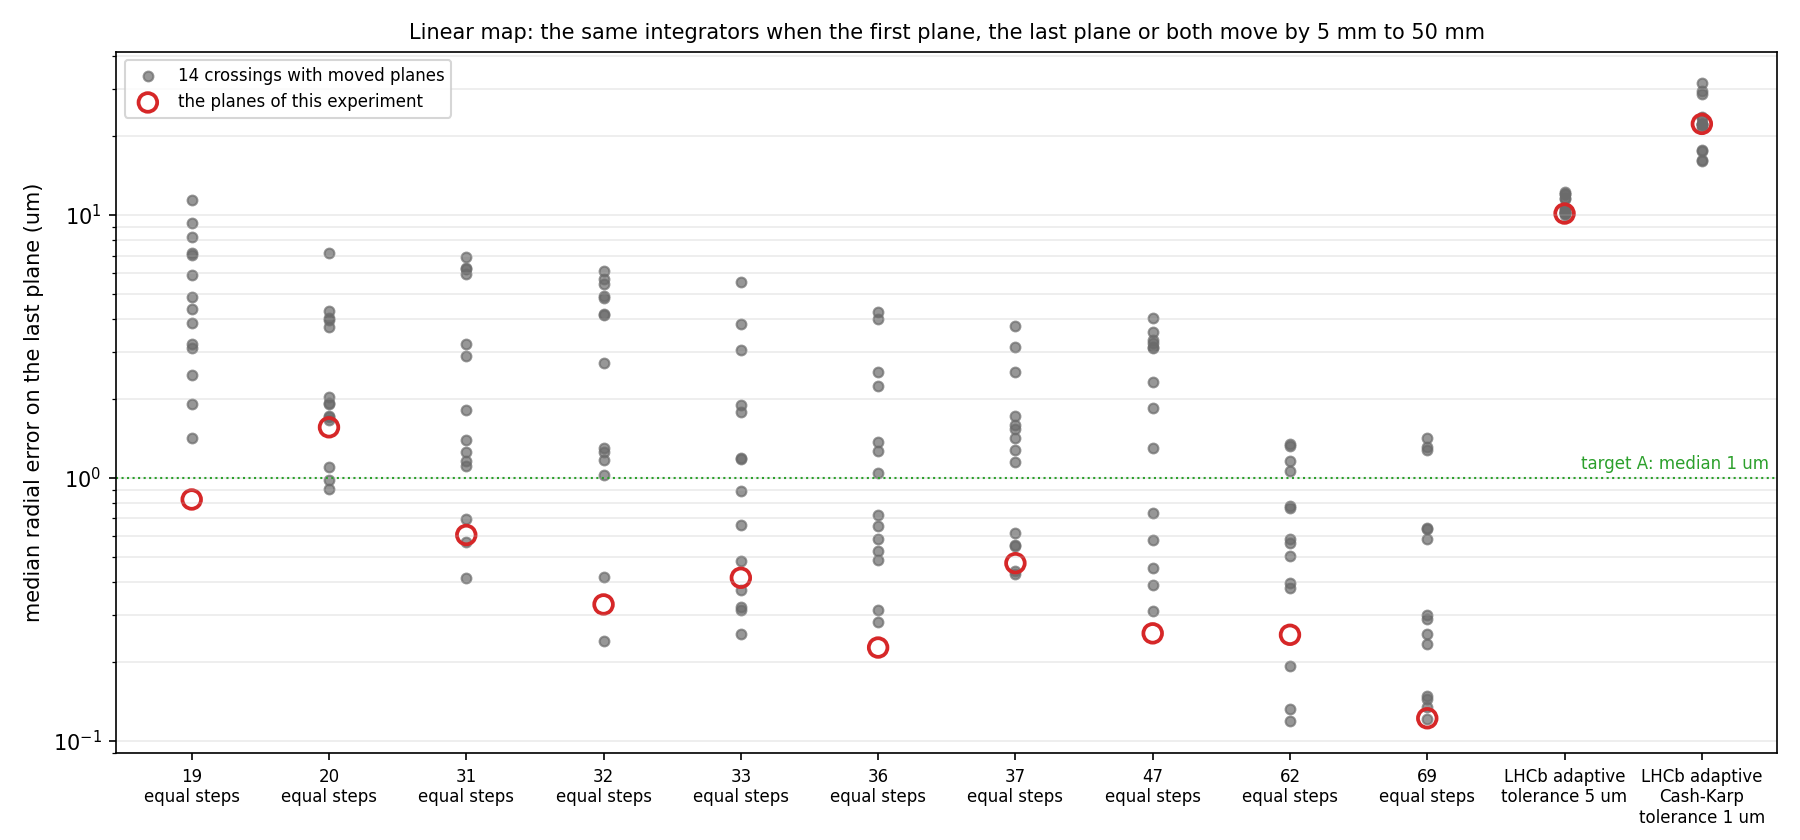 Linear map: the same integrators when the first plane, the last plane or both move by 5 mm to 50 mm
14 crossings with moved planes
the planes of this experiment
median radial error on the last plane (um)
10¹
10⁰
10⁻¹
target A: median 1 um
19
equal steps
20
equal steps
31
equal steps
32
equal steps
33
equal steps
36
equal steps
37
equal steps
47
equal steps
62
equal steps
69
equal steps
LHCb adaptive
tolerance 5 um
LHCb adaptive
Cash-Karp
tolerance 1 um